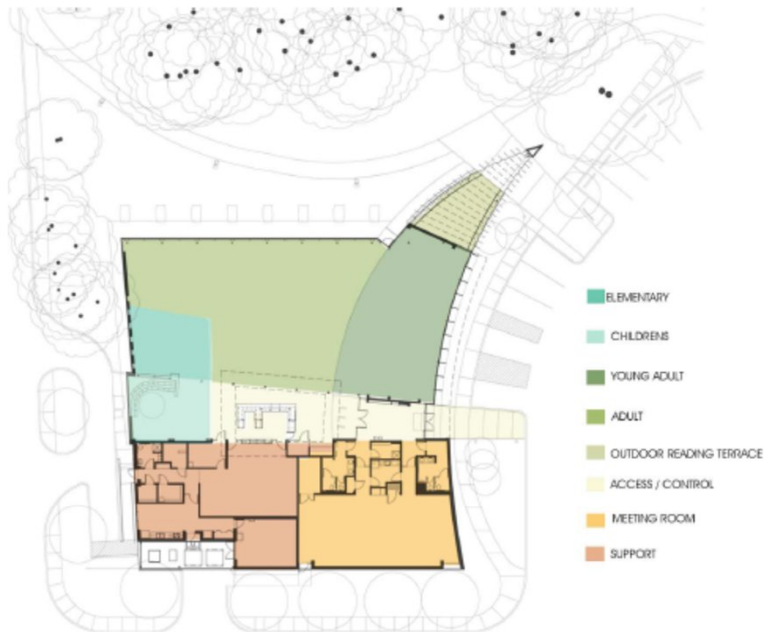 ELEMENTARY
CHILDRENS
YOUNG ADULT
ADULT
OUTDOOR READING TERRACE
ACCESS / CONTROL
MEETING ROOM
SUPPORT